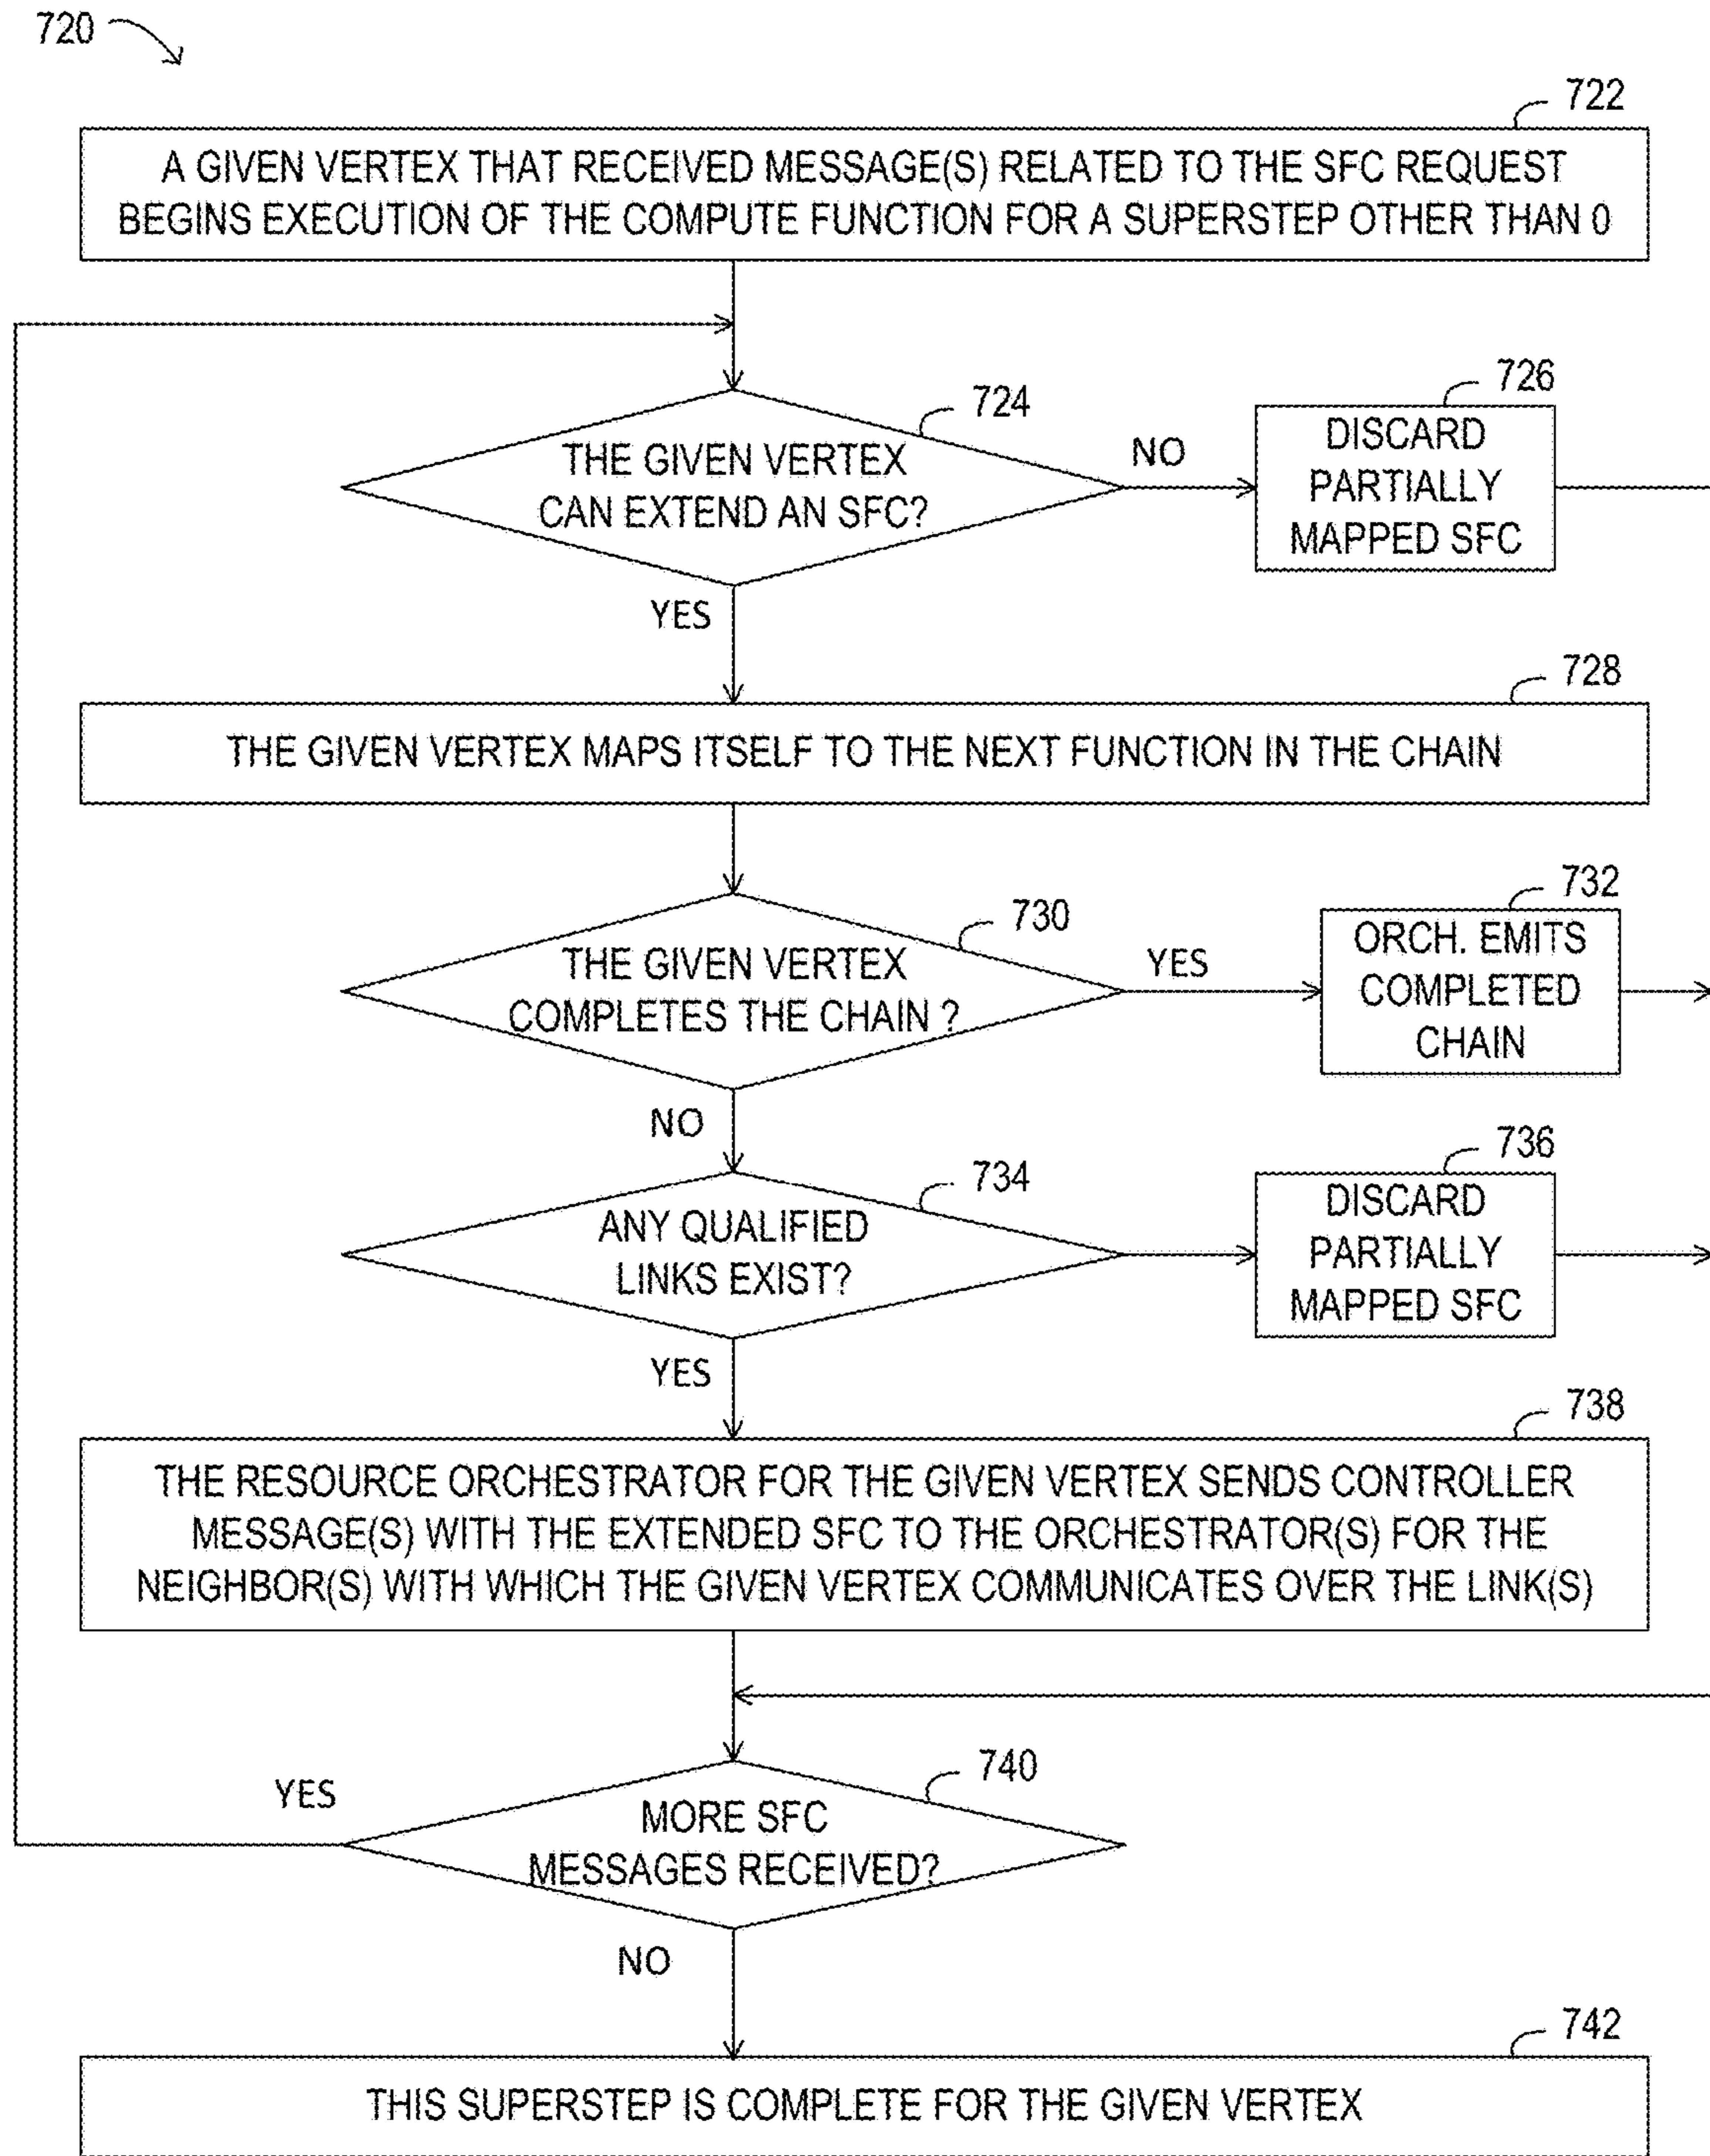 720
722
A GIVEN VERTEX THAT RECEIVED MESSAGE(S) RELATED TO THE SFC REQUEST
BEGINS EXECUTION OF THE COMPUTE FUNCTION FOR A SUPERSTEP OTHER THAN 0
724
THE GIVEN VERTEX
CAN EXTEND AN SFC?
NO
726
DISCARD
PARTIALLY
MAPPED SFC
YES
728
THE GIVEN VERTEX MAPS ITSELF TO THE NEXT FUNCTION IN THE CHAIN
730
THE GIVEN VERTEX
COMPLETES THE CHAIN ?
YES
732
ORCH. EMITS
COMPLETED
CHAIN
NO
734
ANY QUALIFIED
LINKS EXIST?
736
DISCARD
PARTIALLY
MAPPED SFC
YES
738
THE RESOURCE ORCHESTRATOR FOR THE GIVEN VERTEX SENDS CONTROLLER
MESSAGE(S) WITH THE EXTENDED SFC TO THE ORCHESTRATOR(S) FOR THE
NEIGHBOR(S) WITH WHICH THE GIVEN VERTEX COMMUNICATES OVER THE LINK(S)
740
YES
MORE SFC
MESSAGES RECEIVED?
NO
742
THIS SUPERSTEP IS COMPLETE FOR THE GIVEN VERTEX